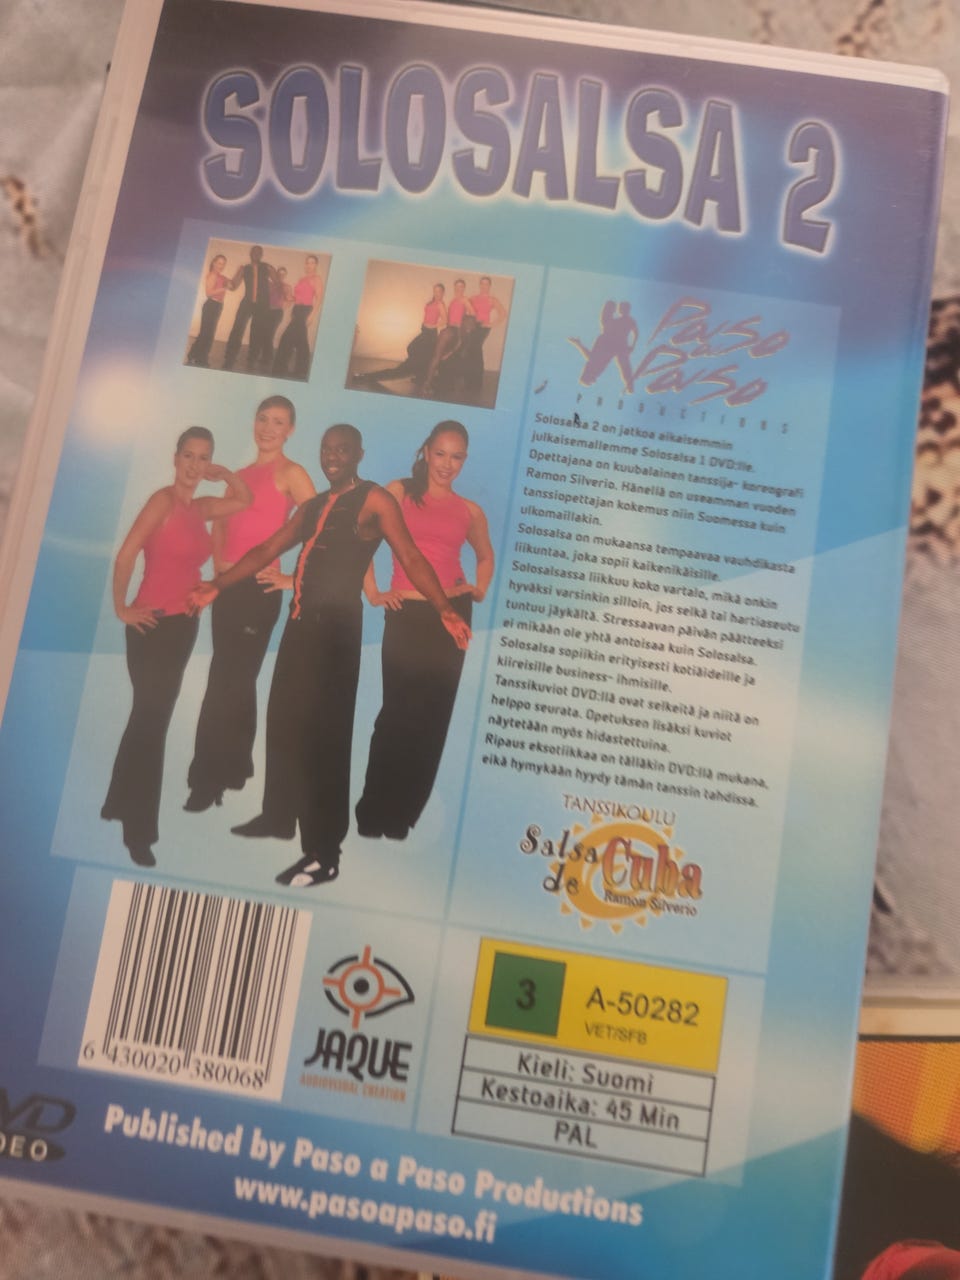 SOLOSALSA 2
Paso
a
Paso
PRODUCTIONS
Solosalsa 2 on jatkoa aikaisemmin
julkaisemallemme Solosalsa 1 DVD:lle.
Opettajana on kuubalainen tanssija- koreografi
Ramon Silverio. Hänellä on useamman vuoden
tanssiopettajan kokemus niin Suomessa kuin
ulkomaillakin.
Solosalsa on mukaansa tempaavaa vauhdikasta
liikuntaa, joka sopii kaikenikäisille.
Solosalsassa liikkuu koko vartalo, mikä onkin
hyväksi varsinkin silloin, jos selkä tai hartiaseutu
tuntuu jäykältä. Stressaavan päivän päätteeksi
ei mikään ole yhtä antoisaa kuin Solosalsa.
Solosalsa sopiikin erityisesti kotiäideille ja
kiireisille business- ihmisille.
Tanssikuviot DVD:llä ovat selkeitä ja niitä on
helppo seurata. Opetuksen lisäksi kuviot
näytetään myös hidastettuina.
Ripaus eksotiikkaa on tälläkin DVD:llä mukana,
eikä hymykään hyydy tämän tanssin tahdissa.
TANSSIKOULU
Salsa
de Cuba
Ramon Silverio
6 430020 380068
JAQUE
AUDIOVISUAL CREATION
3
A-50282
VET/SFB
Kieli: Suomi
Kestoaika: 45 Min
PAL
Published by Paso a Paso Productions
www.pasoapaso.fi